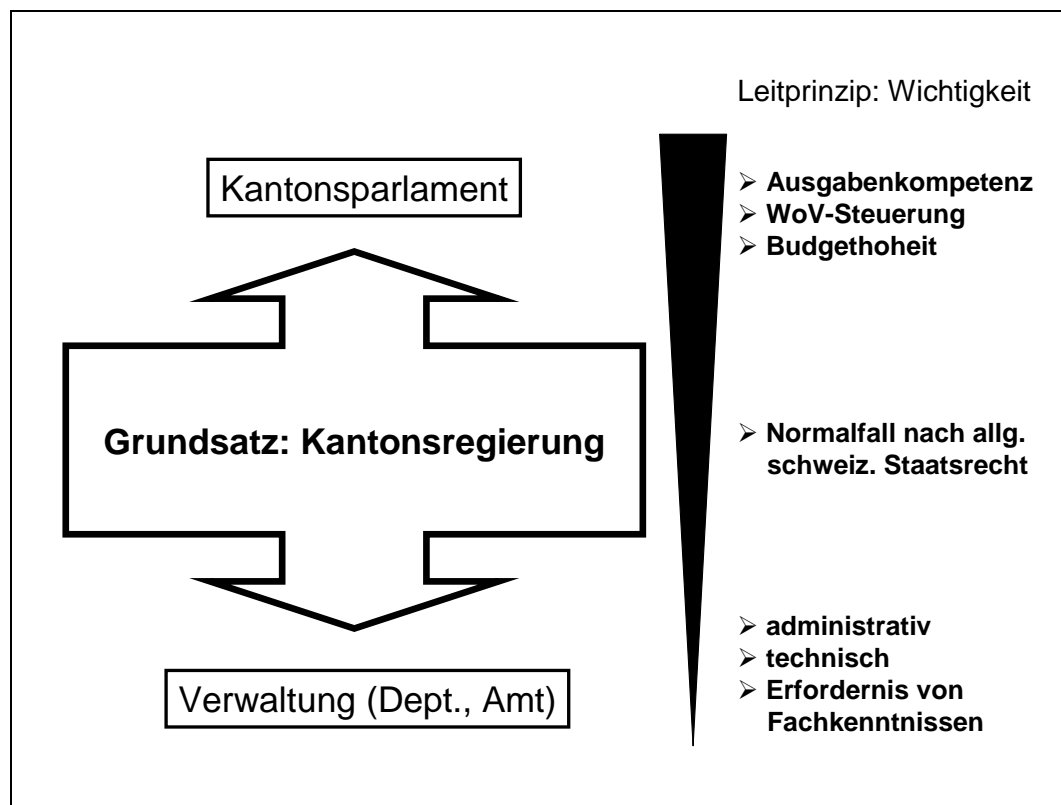 Leitprinzip: Wichtigkeit
Kantonsparlament
➢ Ausgabenkompetenz
➢ WoV-Steuerung
➢ Budgethoheit
Grundsatz: Kantonsregierung
➢ Normalfall nach allg.
schweiz. Staatsrecht
Verwaltung (Dept., Amt)
➢ administrativ
➢ technisch
➢ Erfordernis von
Fachkenntnissen